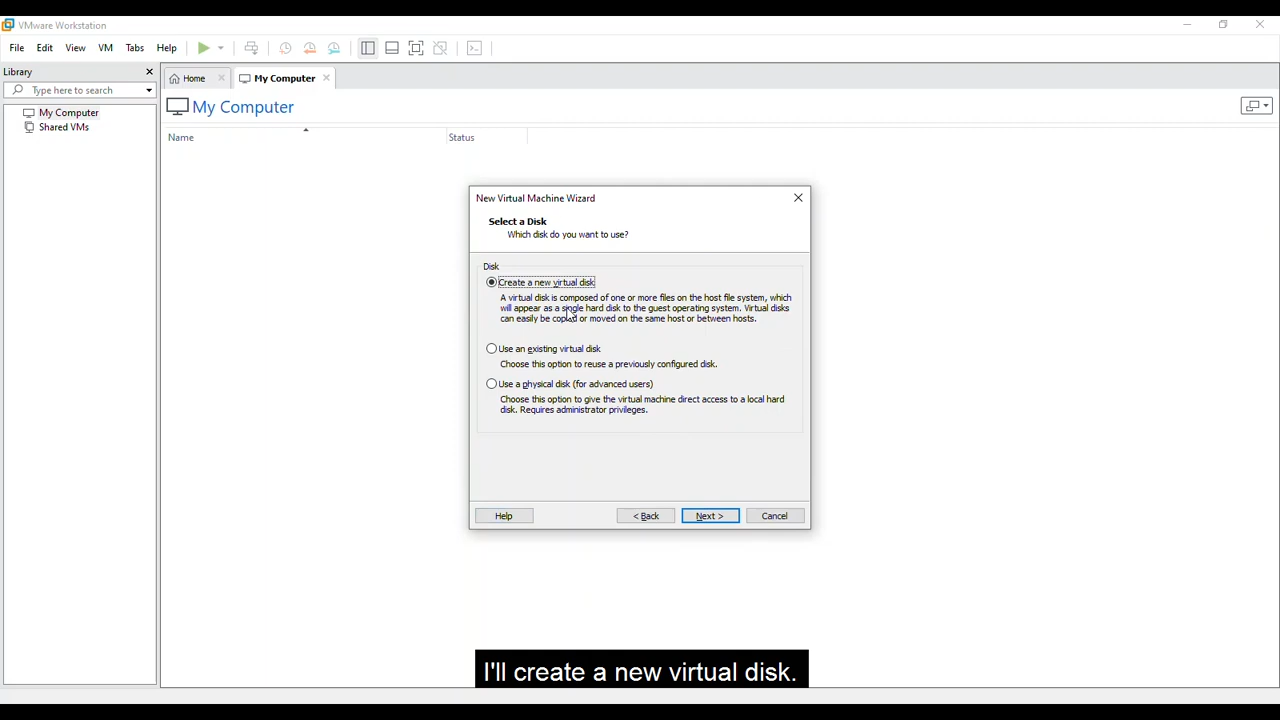 VMware Workstation
File Edit View VM Tabs Help
Library
Type here to search
My Computer
Shared VMs
Home
My Computer
My Computer
Name
Status
New Virtual Machine Wizard
Select a Disk
Which disk do you want to use?
Disk
Create a new virtual disk
A virtual disk is composed of one or more files on the host file system, which
will appear as a single hard disk to the guest operating system. Virtual disks
can easily be copied or moved on the same host or between hosts.
Use an existing virtual disk
Choose this option to reuse a previously configured disk.
Use a physical disk (for advanced users)
Choose this option to give the virtual machine direct access to a local hard
disk. Requires administrator privileges.
Help
< Back
Next >
Cancel
I'll create a new virtual disk.